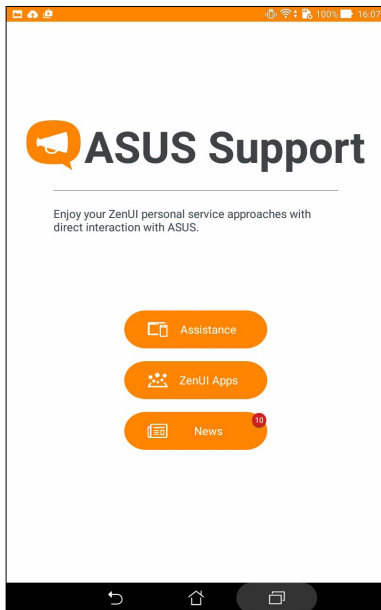 100% 16:07
ASUS Support
Enjoy your ZenUI personal service approaches with
direct interaction with ASUS.
Assistance
ZenUI Apps
10
News